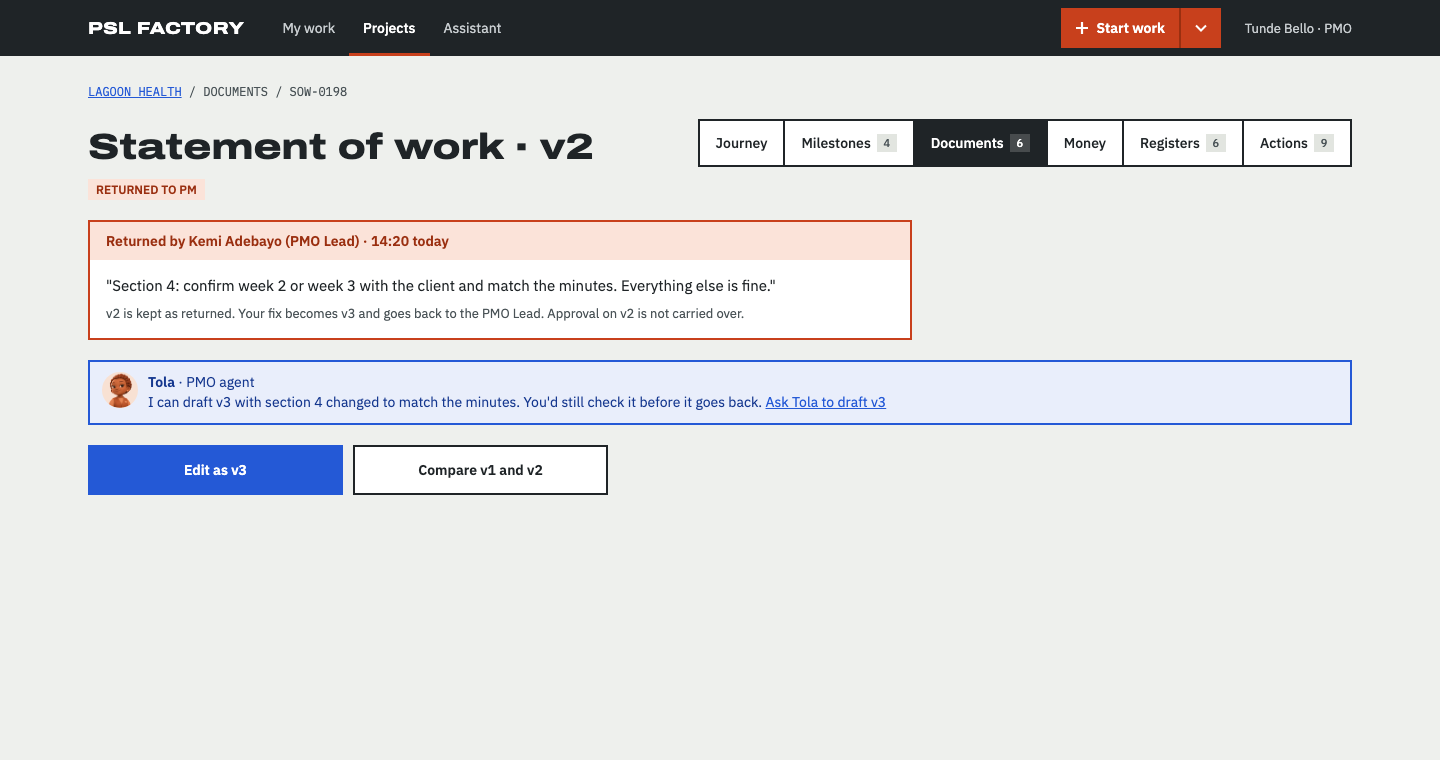 PSL FACTORY
My work
Projects
Assistant
Start work
Tunde Bello · PMO
LAGOON HEALTH / DOCUMENTS / SOW-0198
Statement of work · v2
Journey
Milestones 4
Documents 6
Money
Registers 6
Actions 9
RETURNED TO PM
Returned by Kemi Adebayo (PMO Lead) · 14:20 today
"Section 4: confirm week 2 or week 3 with the client and match the minutes. Everything else is fine."
v2 is kept as returned. Your fix becomes v3 and goes back to the PMO Lead. Approval on v2 is not carried over.
Tola · PMO agent
I can draft v3 with section 4 changed to match the minutes. You'd still check it before it goes back. Ask Tola to draft v3
Edit as v3
Compare v1 and v2